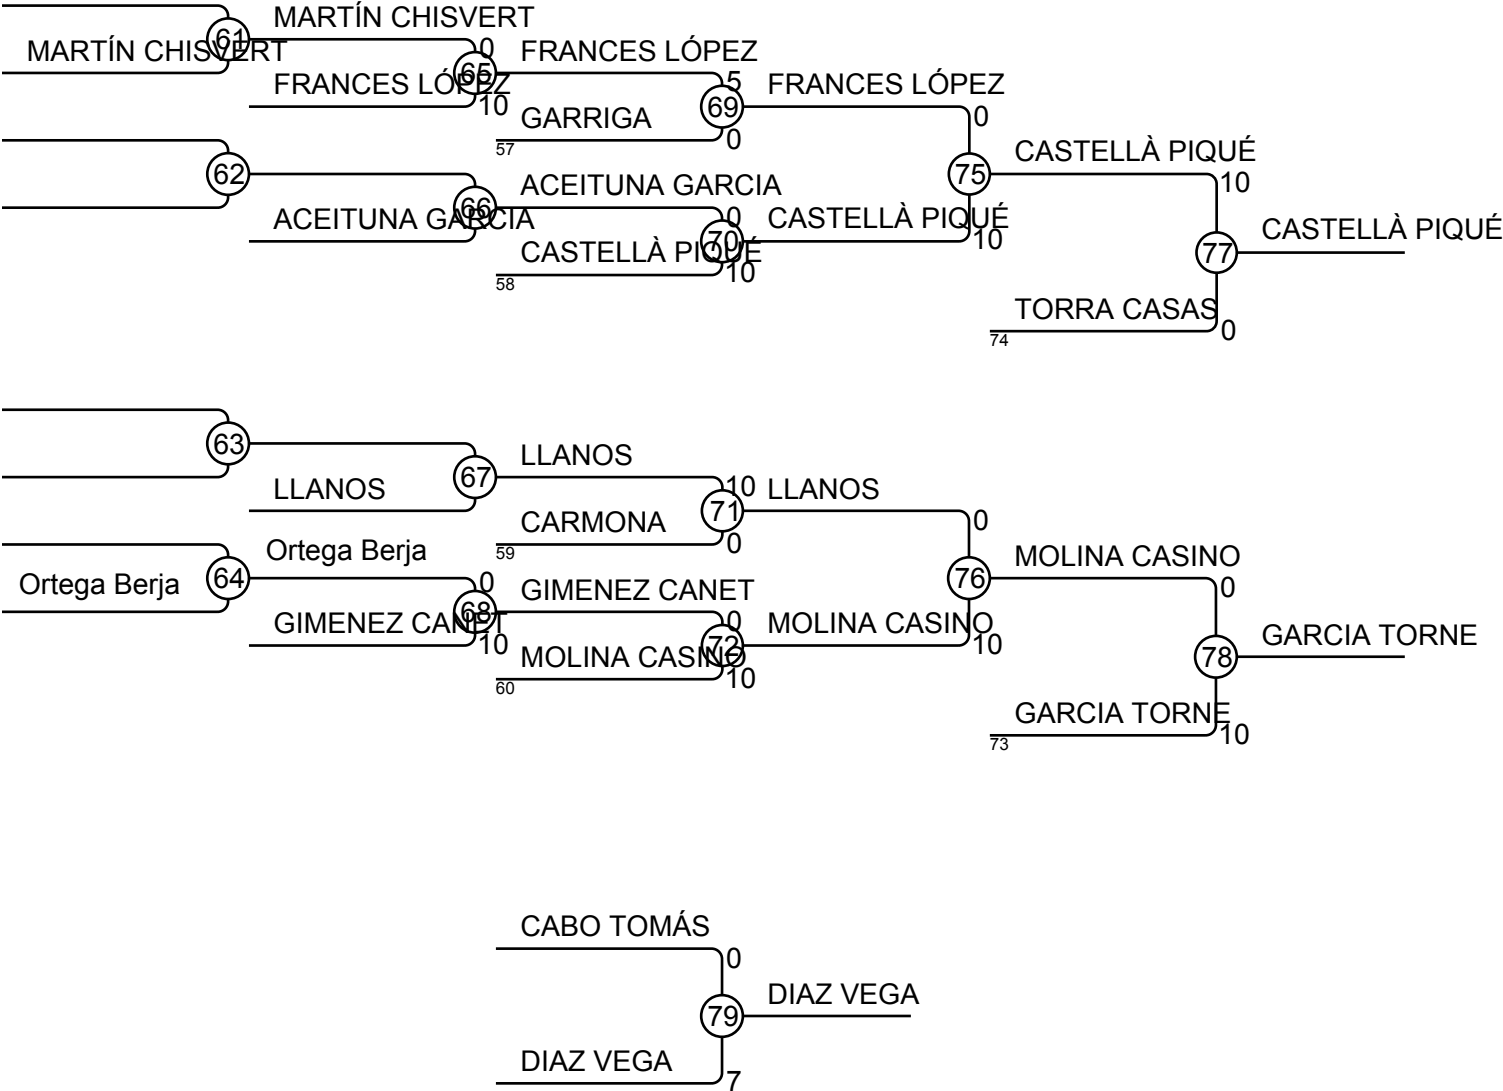 MARTÍN CHISVERT
61
MARTÍN CHISVERT
0
65
FRANCES LÓPEZ
10
FRANCES LÓPEZ
5
69
GARRIGA
0
57
FRANCES LÓPEZ
0
62
66
ACEITUNA GARCIA
ACEITUNA GARCIA
0
70
CASTELLÀ PIQUÉ
10
58
CASTELLÀ PIQUÉ
10
75
CASTELLÀ PIQUÉ
10
77
CASTELLÀ PIQUÉ
TORRA CASAS
0
74
63
67
LLANOS
LLANOS
10
71
CARMONA
0
59
LLANOS
0
Ortega Berja
64
Ortega Berja
0
68
GIMENEZ CANET
10
GIMENEZ CANET
0
72
MOLINA CASINO
10
60
MOLINA CASINO
10
76
MOLINA CASINO
0
78
GARCIA TORNE
GARCIA TORNE
10
73
CABO TOMÁS
0
79
DIAZ VEGA
DIAZ VEGA
7